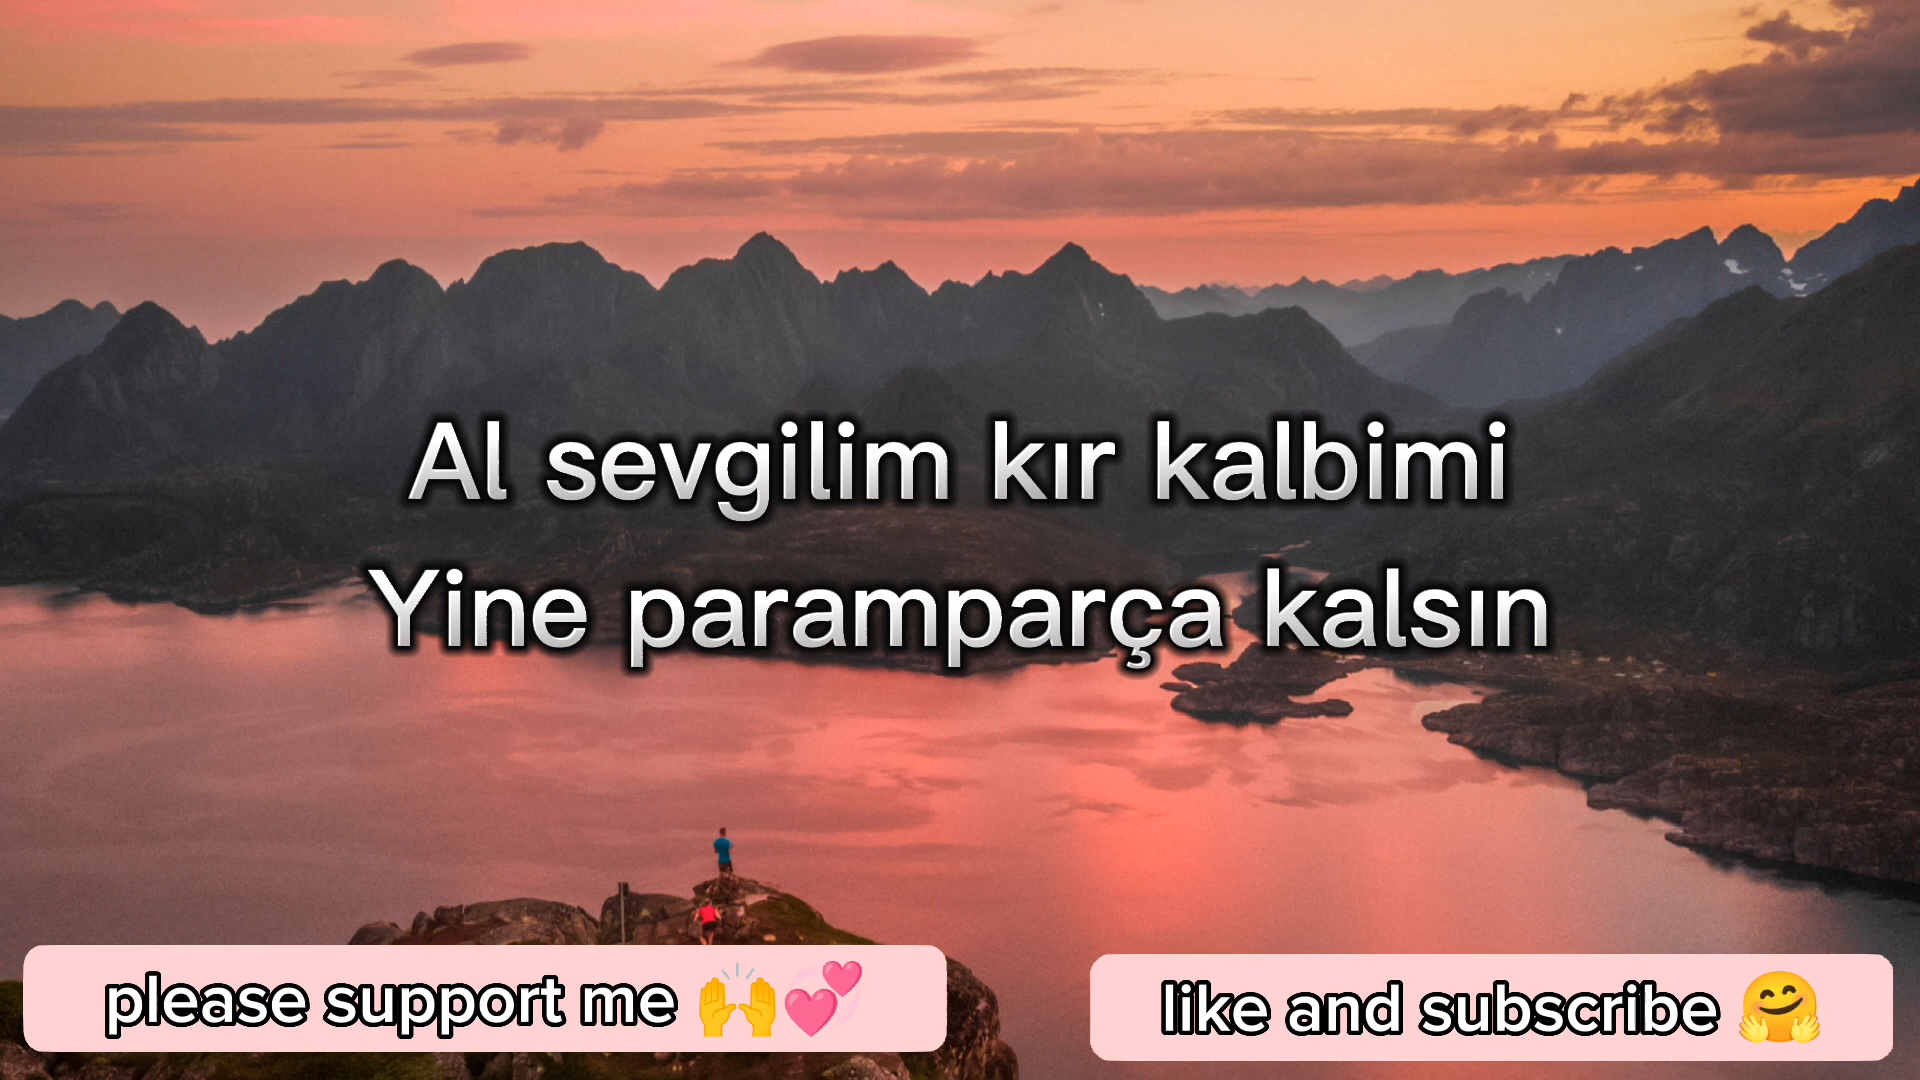 Al sevgilim kır kalbimi
Yine paramparça kalsın
please support me 🙌💞
like and subscribe 🤗